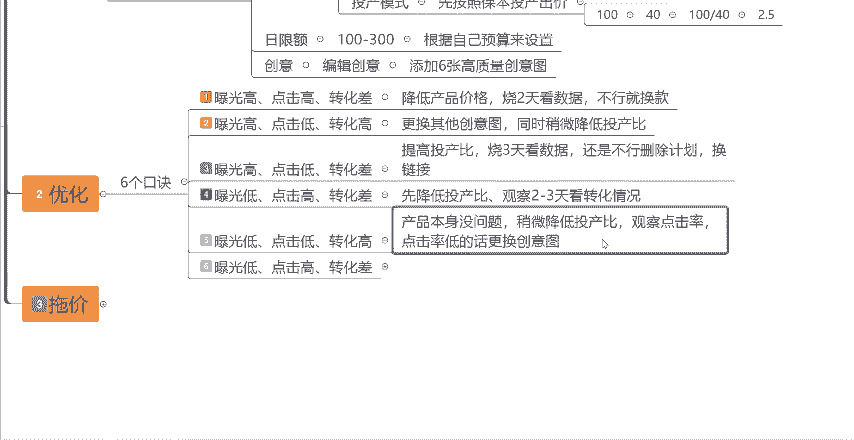 投产模式 先按照保本投产出价
100 40 100/40 2.5
日限额 100-300 根据自己预算来设置
创意 编辑创意 添加6张高质量创意图
1 曝光高、点击高、转化差 降低产品价格，烧2天看数据，不行就换款
2 曝光高、点击低、转化高 更换其他创意图，同时稍微降低投产比
3 曝光高、点击低、转化差 提高投产比，烧3天看数据，还是不行删除计划，换
链接
2 优化 6个口诀
4 曝光低、点击高、转化差 先降低投产比、观察2-3天看转化情况
5 曝光低、点击低、转化高 产品本身没问题，稍微降低投产比，观察点击率，
点击率低的话更换创意图
6 曝光低、点击高、转化差
3 拖价